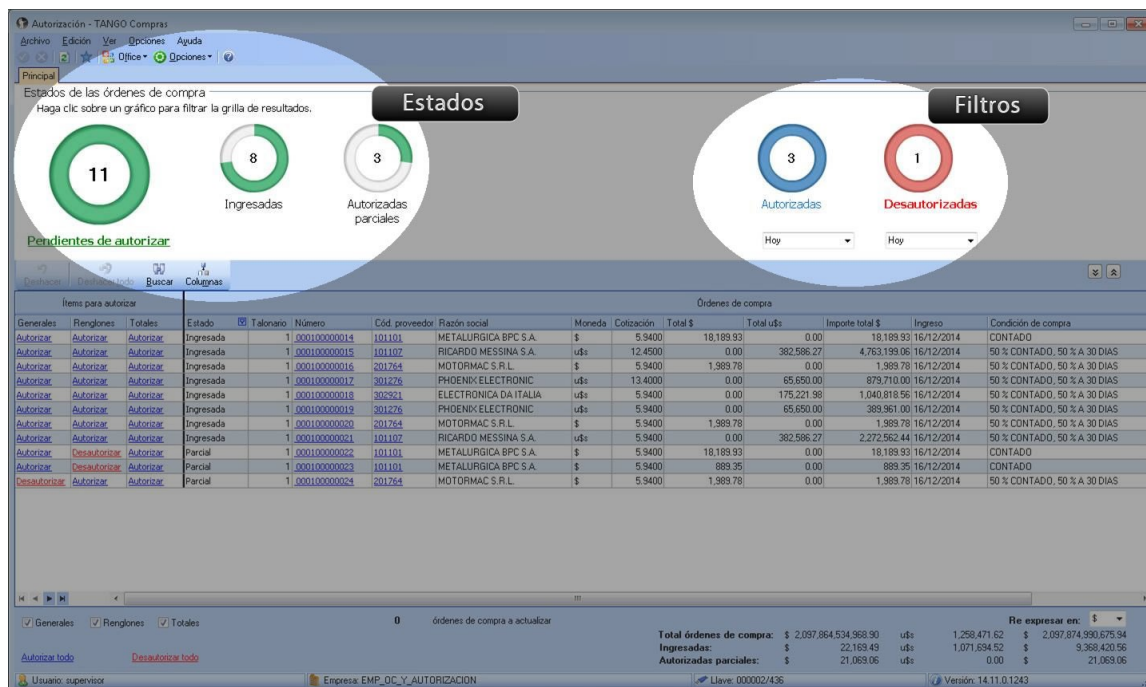 Autorización - TANGO Compras
Archivo Edición Ver Opciones Ayuda
Office Opciones
Principal
Estados de las órdenes de compra
Haga clic sobre un gráfico para filtrar la grilla de resultados.
Estados
Filtros
11 8 3 3 1
Ingresadas Autorizadas parciales Autorizadas Desautorizadas
Pendientes de autorizar
Hoy Hoy
Deshacer Deshacer todo Buscar Columnas
Ítems para autorizar Órdenes de compra
Generales Renglones Totales Estado Talonario Número Cód. proveedor Razón social Moneda Cotización Total $ Total u$s Importe total $ Ingreso Condición de compra
Autorizar Autorizar Autorizar Ingresada 1 000100000014 101101 METALURGICA BPC S.A. $ 5.9400 18,189.93 0.00 18,189.93 16/12/2014 CONTADO
Autorizar Autorizar Autorizar Ingresada 1 000100000015 101107 RICARDO MESSINA S.A. u$s 12.4500 0.00 382,586.27 4,763,199.06 16/12/2014 50 % CONTADO, 50 % A 30 DIAS
Autorizar Autorizar Autorizar Ingresada 1 000100000016 201764 MOTORMAC S.R.L. $ 5.9400 1,989.78 0.00 1,989.78 16/12/2014 50 % CONTADO, 50 % A 30 DIAS
Autorizar Autorizar Autorizar Ingresada 1 000100000017 301276 PHOENIX ELECTRONIC u$s 13.4000 0.00 65,650.00 879,710.00 16/12/2014 50 % CONTADO, 50 % A 30 DIAS
Autorizar Autorizar Autorizar Ingresada 1 000100000018 302921 ELECTRONICA DA ITALIA u$s 5.9400 0.00 175,221.98 1,040,818.56 16/12/2014 50 % CONTADO, 50 % A 30 DIAS
Autorizar Autorizar Autorizar Ingresada 1 000100000019 301276 PHOENIX ELECTRONIC u$s 5.9400 0.00 65,650.00 389,961.00 16/12/2014 50 % CONTADO, 50 % A 30 DIAS
Autorizar Autorizar Autorizar Ingresada 1 000100000020 201764 MOTORMAC S.R.L. $ 5.9400 1,989.78 0.00 1,989.78 16/12/2014 50 % CONTADO, 50 % A 30 DIAS
Autorizar Autorizar Autorizar Ingresada 1 000100000021 101107 RICARDO MESSINA S.A. u$s 5.9400 0.00 382,586.27 2,272,562.44 16/12/2014 50 % CONTADO, 50 % A 30 DIAS
Autorizar Desautorizar Autorizar Parcial 1 000100000022 101101 METALURGICA BPC S.A. $ 5.9400 18,189.93 0.00 18,189.93 16/12/2014 CONTADO
Autorizar Desautorizar Autorizar Parcial 1 000100000023 101101 METALURGICA BPC S.A. $ 5.9400 889.35 0.00 889.35 16/12/2014 CONTADO
Desautorizar Autorizar Autorizar Parcial 1 000100000024 201764 MOTORMAC S.R.L. $ 5.9400 1,989.78 0.00 1,989.78 16/12/2014 50 % CONTADO, 50 % A 30 DIAS
Generales Renglones Totales 0 órdenes de compra a actualizar Re expresar en: $
Total órdenes de compra: $ 2,097,864,534,968.90 u$s 1,258,471.62 $ 2,097,874,990,675.94
Ingresadas: $ 22,169.49 u$s 1,071,694.52 $ 9,368,420.56
Autorizar todo Desautorizar todo Autorizadas parciales: $ 21,069.06 u$s 0.00 $ 21,069.06
Usuario: supervisor Empresa: EMP_OC_Y_AUTORIZACION Llave: 000002/436 Versión: 14.11.0.1243